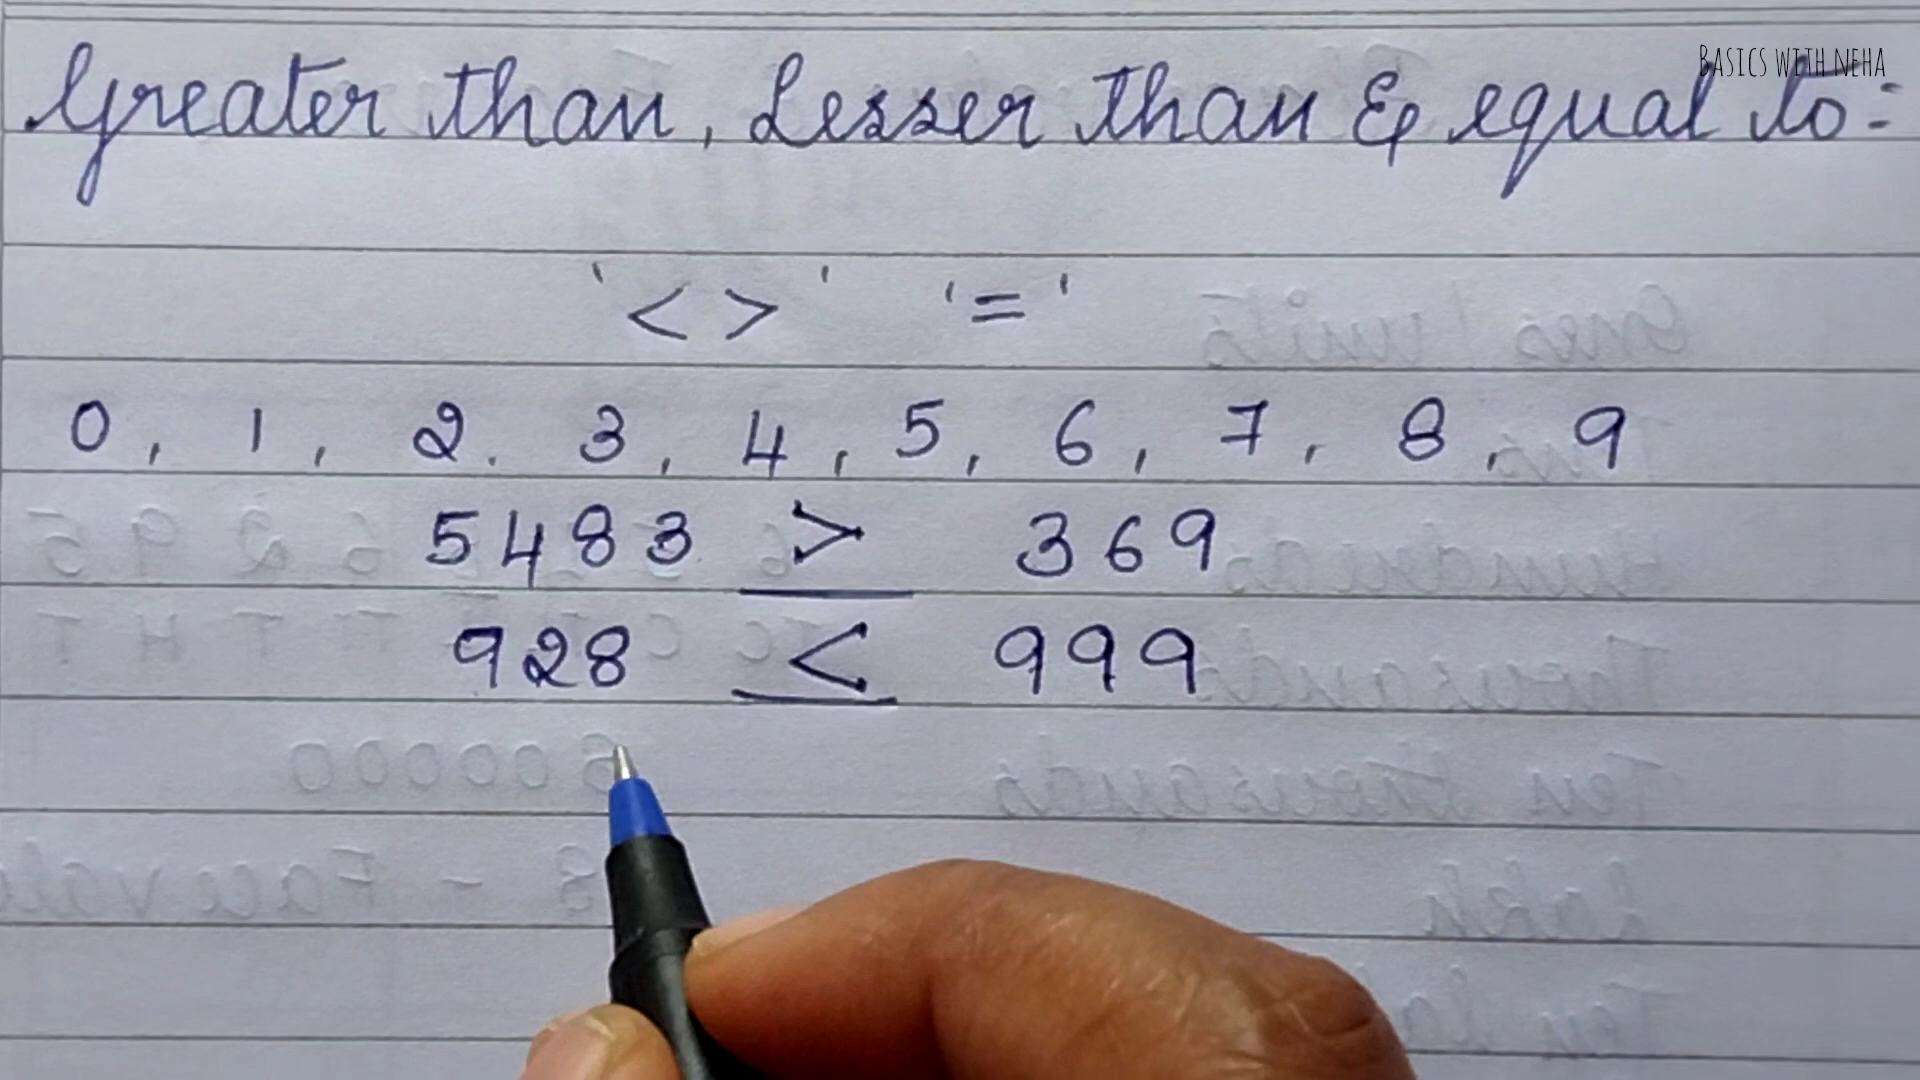 BASICS WITH NEHA
Greater than, Lesser than & equal to:
'< >' '='
0, 1, 2. 3, 4, 5, 6, 7, 8, 9
5483 > 369
928 < 999